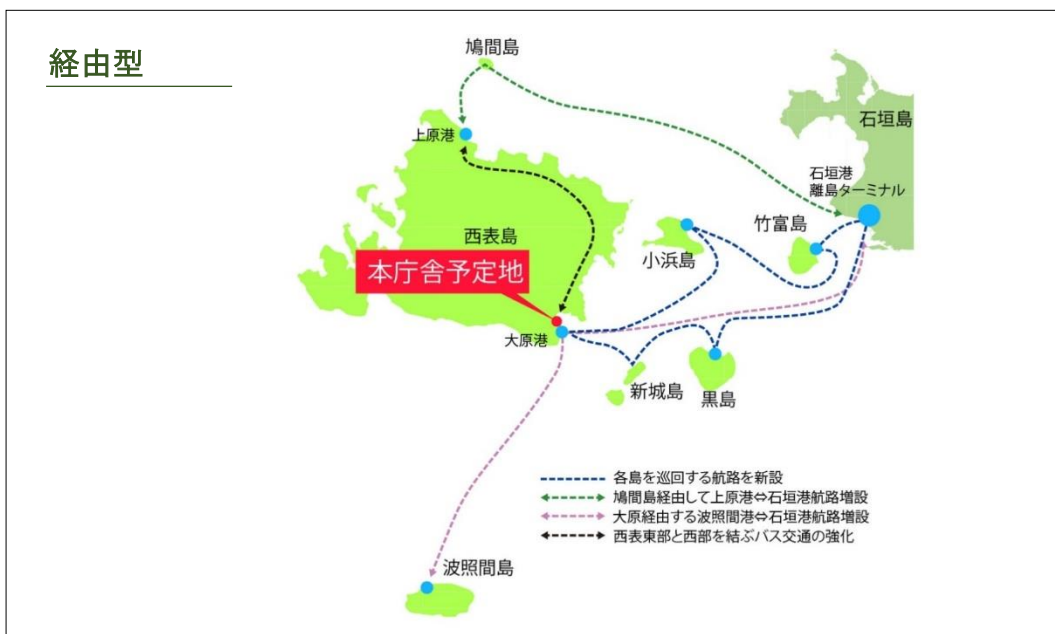 経由型
鳩間島
上原港
石垣島
石垣港
離島ターミナル
竹富島
西表島
小浜島
本庁舎予定地
大原港
新城島
黒島
各島を巡回する航路を新設
鳩間島経由して上原港⇔石垣港航路増設
大原経由する波照間港⇔石垣港航路増設
西表東部と西部を結ぶバス交通の強化
波照間島